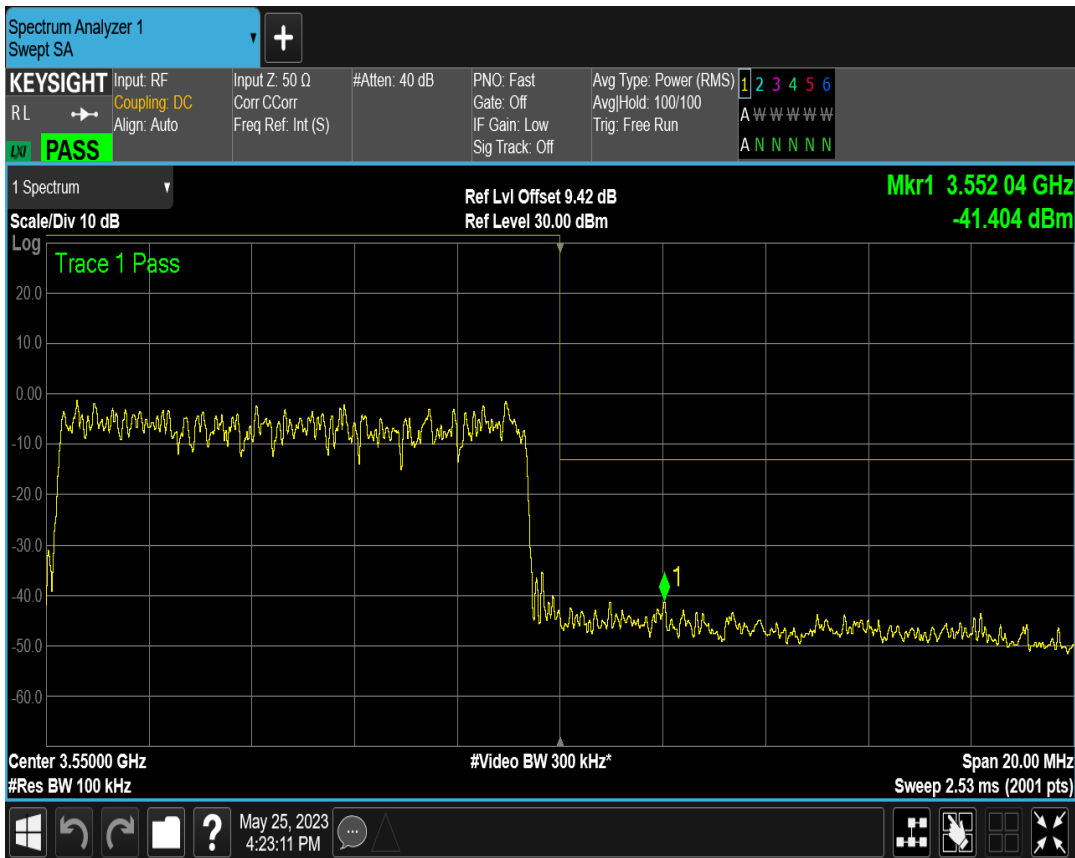 Spectrum Analyzer 1
Swept SA
+
KEYSIGHT
R L
LXI
PASS
Input: RF
Coupling: DC
Align: Auto
Input Z: 50 Ω
Corr CCorr
Freq Ref: Int (S)
#Atten: 40 dB
PNO: Fast
Gate: Off
IF Gain: Low
Sig Track: Off
Avg Type: Power (RMS)
Avg|Hold: 100/100
Trig: Free Run
1 2 3 4 5 6
A W W W W W
A N N N N N
1 Spectrum
Scale/Div 10 dB
Ref Lvl Offset 9.42 dB
Ref Level 30.00 dBm
Mkr1 3.552 04 GHz
-41.404 dBm
Log
Trace 1 Pass
20.0
10.0
0.00
-10.0
-20.0
-30.0
-40.0
-50.0
-60.0
1
Center 3.55000 GHz
#Res BW 100 kHz
#Video BW 300 kHz*
Span 20.00 MHz
Sweep 2.53 ms (2001 pts)
?
May 25, 2023
4:23:11 PM